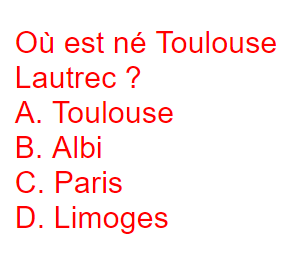 Où est né Toulouse
Lautrec ?
A. Toulouse
B. Albi
C. Paris
D. Limoges